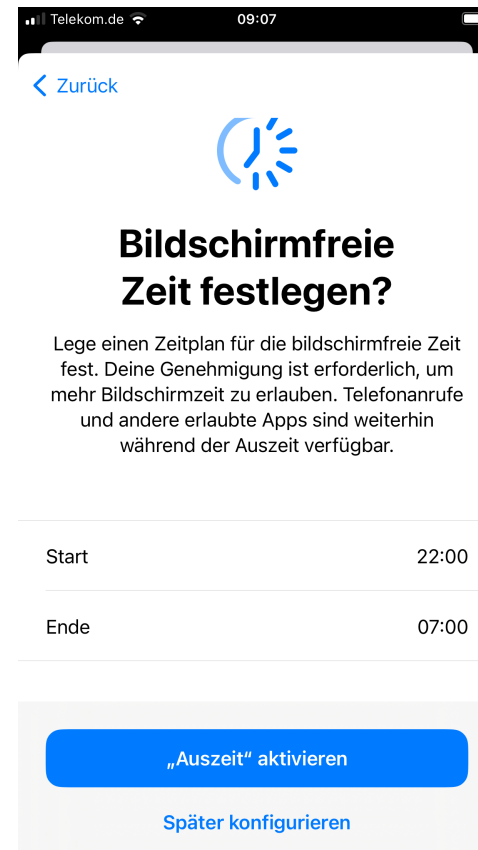 Telekom.de 09:07
Zurück
Bildschirmfreie
Zeit festlegen?
Lege einen Zeitplan für die bildschirmfreie Zeit
fest. Deine Genehmigung ist erforderlich, um
mehr Bildschirmzeit zu erlauben. Telefonanrufe
und andere erlaubte Apps sind weiterhin
während der Auszeit verfügbar.
Start 22:00
Ende 07:00
„Auszeit“ aktivieren
Später konfigurieren